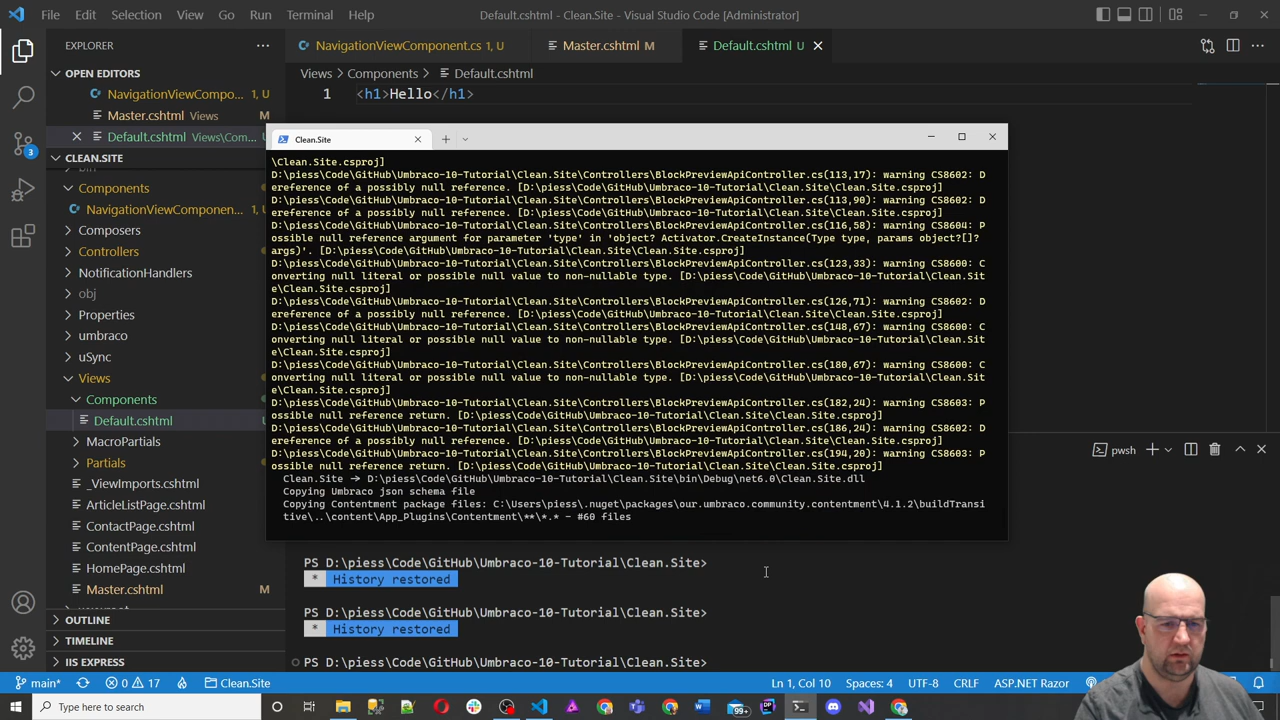 File Edit Selection View Go Run Terminal Help
Default.cshtml - Clean.Site - Visual Studio Code [Administrator]
EXPLORER
NavigationViewComponent.cs 1, U
Master.cshtml M
Default.cshtml U
OPEN EDITORS
NavigationViewCompo... 1, U
Master.cshtml Views M
Default.cshtml Views\Com...
Views > Components > Default.cshtml
1 <h1>Hello</h1>
CLEAN.SITE
bin
Components
NavigationViewComponen... 1, U
Composers
Controllers
NotificationHandlers
obj
Properties
umbraco
uSync
Views
Components
Default.cshtml
MacroPartials
Partials
_ViewImports.cshtml
ArticleListPage.cshtml
ContactPage.cshtml
ContentPage.cshtml
HomePage.cshtml
Master.cshtml M
OUTLINE
TIMELINE
IIS EXPRESS
Clean.Site
\Clean.Site.csproj]
D:\piess\Code\GitHub\Umbraco-10-Tutorial\Clean.Site\Controllers\BlockPreviewApiController.cs(113,17): warning CS8602: D
ereference of a possibly null reference. [D:\piess\Code\GitHub\Umbraco-10-Tutorial\Clean.Site\Clean.Site.csproj]
D:\piess\Code\GitHub\Umbraco-10-Tutorial\Clean.Site\Controllers\BlockPreviewApiController.cs(113,90): warning CS8602: D
ereference of a possibly null reference. [D:\piess\Code\GitHub\Umbraco-10-Tutorial\Clean.Site\Clean.Site.csproj]
D:\piess\Code\GitHub\Umbraco-10-Tutorial\Clean.Site\Controllers\BlockPreviewApiController.cs(116,58): warning CS8604: P
ossible null reference argument for parameter 'type' in 'object? Activator.CreateInstance(Type type, params object?[]?
args)'. [D:\piess\Code\GitHub\Umbraco-10-Tutorial\Clean.Site\Clean.Site.csproj]
D:\piess\Code\GitHub\Umbraco-10-Tutorial\Clean.Site\Controllers\BlockPreviewApiController.cs(123,33): warning CS8600: C
onverting null literal or possible null value to non-nullable type. [D:\piess\Code\GitHub\Umbraco-10-Tutorial\Clean.Sit
e\Clean.Site.csproj]
D:\piess\Code\GitHub\Umbraco-10-Tutorial\Clean.Site\Controllers\BlockPreviewApiController.cs(126,71): warning CS8602: D
ereference of a possibly null reference. [D:\piess\Code\GitHub\Umbraco-10-Tutorial\Clean.Site\Clean.Site.csproj]
D:\piess\Code\GitHub\Umbraco-10-Tutorial\Clean.Site\Controllers\BlockPreviewApiController.cs(148,67): warning CS8600: C
onverting null literal or possible null value to non-nullable type. [D:\piess\Code\GitHub\Umbraco-10-Tutorial\Clean.Sit
e\Clean.Site.csproj]
D:\piess\Code\GitHub\Umbraco-10-Tutorial\Clean.Site\Controllers\BlockPreviewApiController.cs(180,67): warning CS8600: C
onverting null literal or possible null value to non-nullable type. [D:\piess\Code\GitHub\Umbraco-10-Tutorial\Clean.Sit
e\Clean.Site.csproj]
D:\piess\Code\GitHub\Umbraco-10-Tutorial\Clean.Site\Controllers\BlockPreviewApiController.cs(182,24): warning CS8603: P
ossible null reference return. [D:\piess\Code\GitHub\Umbraco-10-Tutorial\Clean.Site\Clean.Site.csproj]
D:\piess\Code\GitHub\Umbraco-10-Tutorial\Clean.Site\Controllers\BlockPreviewApiController.cs(186,24): warning CS8602: D
ereference of a possibly null reference. [D:\piess\Code\GitHub\Umbraco-10-Tutorial\Clean.Site\Clean.Site.csproj]
D:\piess\Code\GitHub\Umbraco-10-Tutorial\Clean.Site\Controllers\BlockPreviewApiController.cs(194,20): warning CS8603: P
ossible null reference return. [D:\piess\Code\GitHub\Umbraco-10-Tutorial\Clean.Site\Clean.Site.csproj]
Clean.Site -> D:\piess\Code\GitHub\Umbraco-10-Tutorial\Clean.Site\bin\Debug\net6.0\Clean.Site.dll
Copying Umbraco json schema file
Copying Contentment package files: C:\Users\piess\.nuget\packages\our.umbraco.community.contentment\4.1.2\buildTransi
tive\..\content\App_Plugins\Contentment\**\*.* - #60 files
pwsh
PS D:\piess\Code\GitHub\Umbraco-10-Tutorial\Clean.Site>
* History restored
PS D:\piess\Code\GitHub\Umbraco-10-Tutorial\Clean.Site>
* History restored
PS D:\piess\Code\GitHub\Umbraco-10-Tutorial\Clean.Site>
3
main* 0 17 Clean.Site
Ln 1, Col 10 Spaces: 4 UTF-8 CRLF ASP.NET Razor
Type here to search
99+
DP